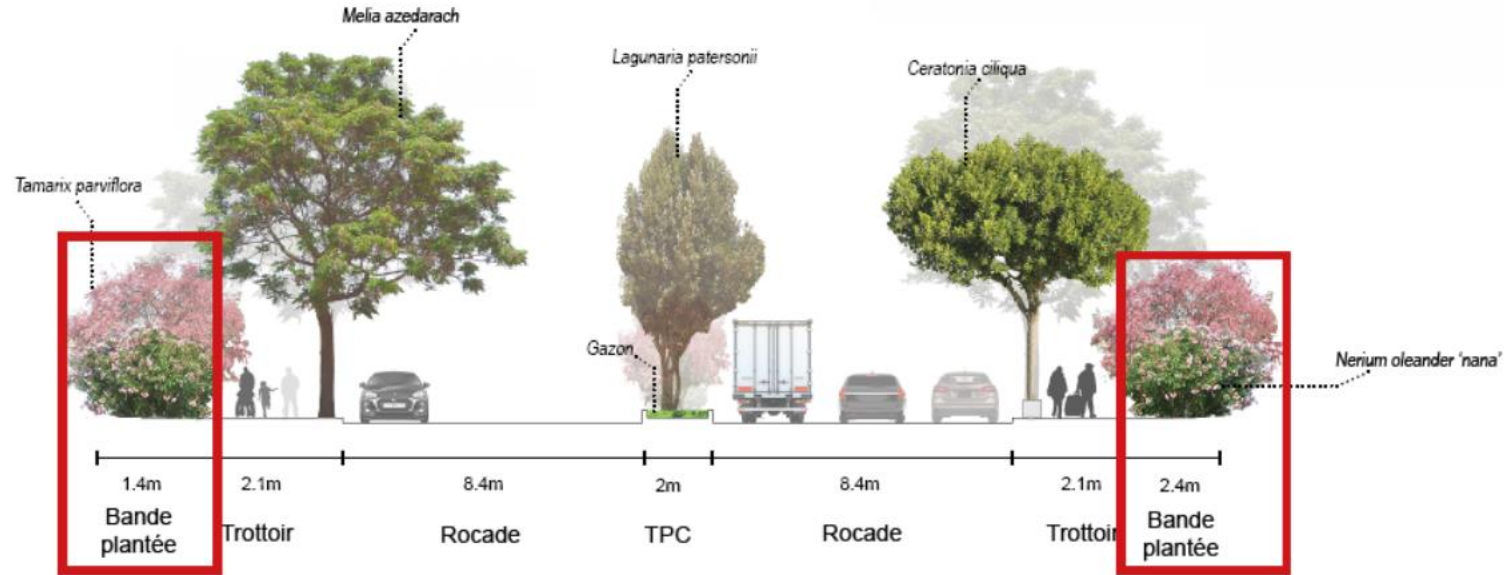 Melia azedarach
Lagunaria patersonii
Ceratonia ciliqua
Tamarix parviflora
Gazon
Nerium oleander 'nana'
1.4m 2.1m 8.4m 2m 8.4m 2.1m 2.4m
Bande plantée Trottoir Rocade TPC Rocade Trottoir Bande plantée